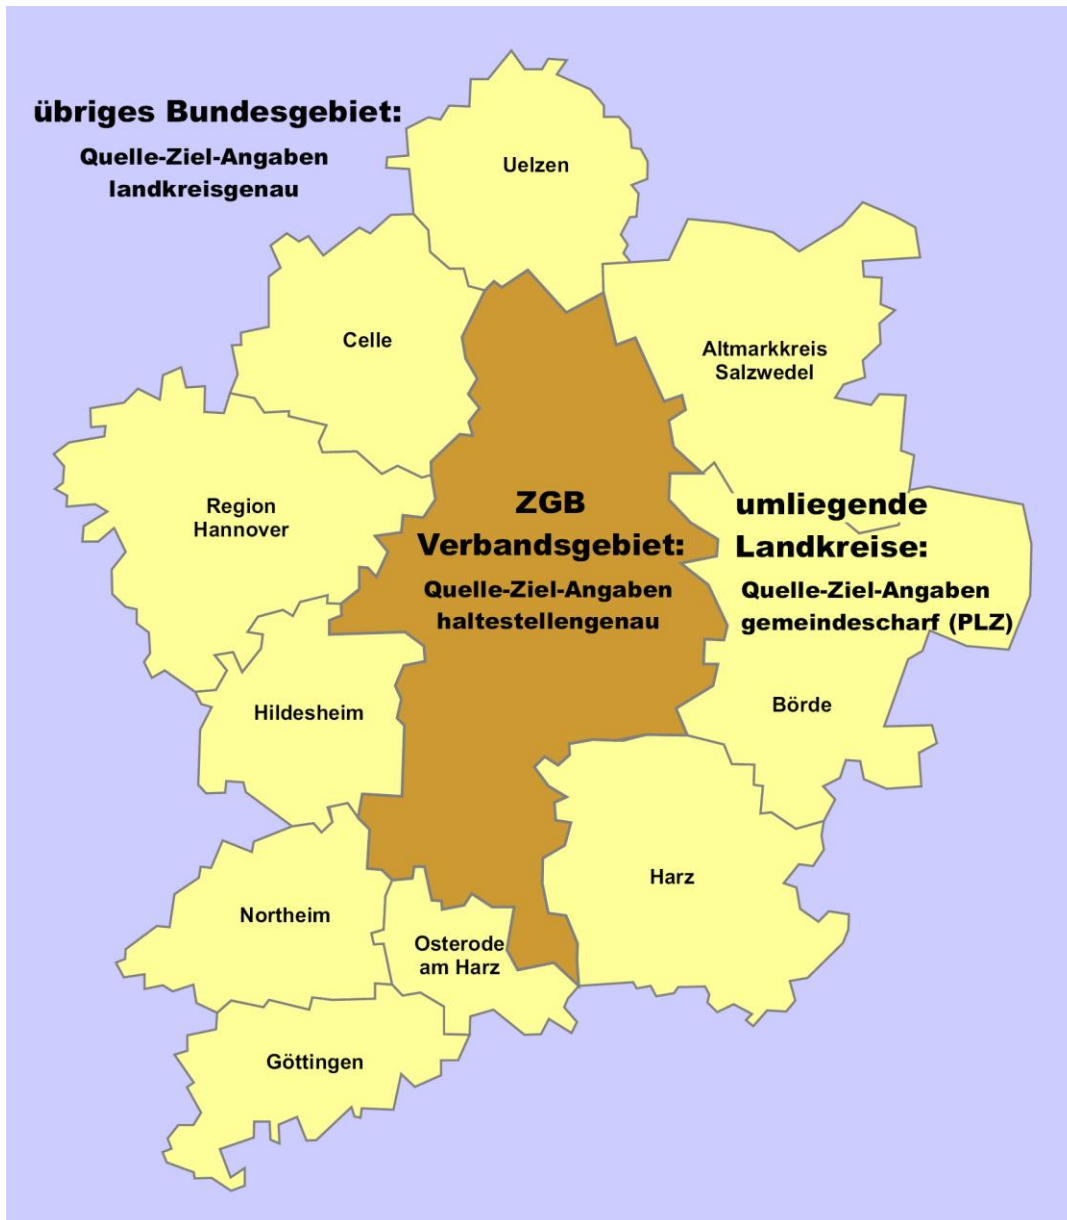 übriges Bundesgebiet:
Quelle-Ziel-Angaben
landkreisgenau
Uelzen
Celle
Altmarkkreis
Salzwedel
Region
Hannover
ZGB
Verbandsgebiet:
Quelle-Ziel-Angaben
haltestellengenau
umliegende
Landkreise:
Quelle-Ziel-Angaben
gemeindescharf (PLZ)
Hildesheim
Börde
Harz
Northeim
Osterode
am Harz
Göttingen